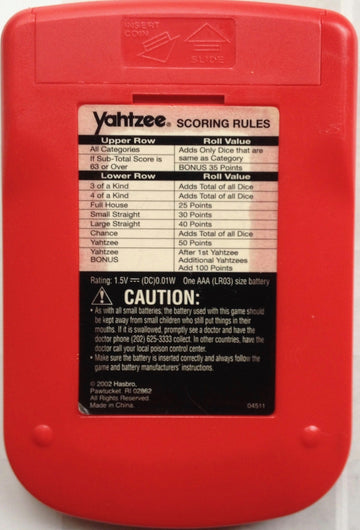 INSERT
COIN
SLIDE
Yahtzee® SCORING RULES
Upper Row Roll Value
All Categories Adds Only Dice that are
If Sub-Total Score is same as Category
63 or Over BONUS 35 Points
Lower Row Roll Value
3 of a Kind Adds Total of all Dice
4 of a Kind Adds Total of all Dice
Full House 25 Points
Small Straight 30 Points
Large Straight 40 Points
Chance Adds Total of all Dice
Yahtzee 50 Points
Yahtzee After 1st Yahtzee
BONUS Additional Yahtzees
Add 100 Points
Rating: 1.5V ⎓ (DC)0.01W One AAA (LR03) size battery
CAUTION:
• As with all small batteries, the battery used with this game should
be kept away from small children who still put things in their
mouths. If it is swallowed, promptly see a doctor and have the
doctor phone (202) 625-3333 collect. In other countries, have the
doctor call your local poison control center.
• Make sure the battery is inserted correctly and always follow the
game and battery manufacturers' instructions.
© 2002 Hasbro,
Pawtucket RI 02862
All Rights Reserved.
Made in China. 04511